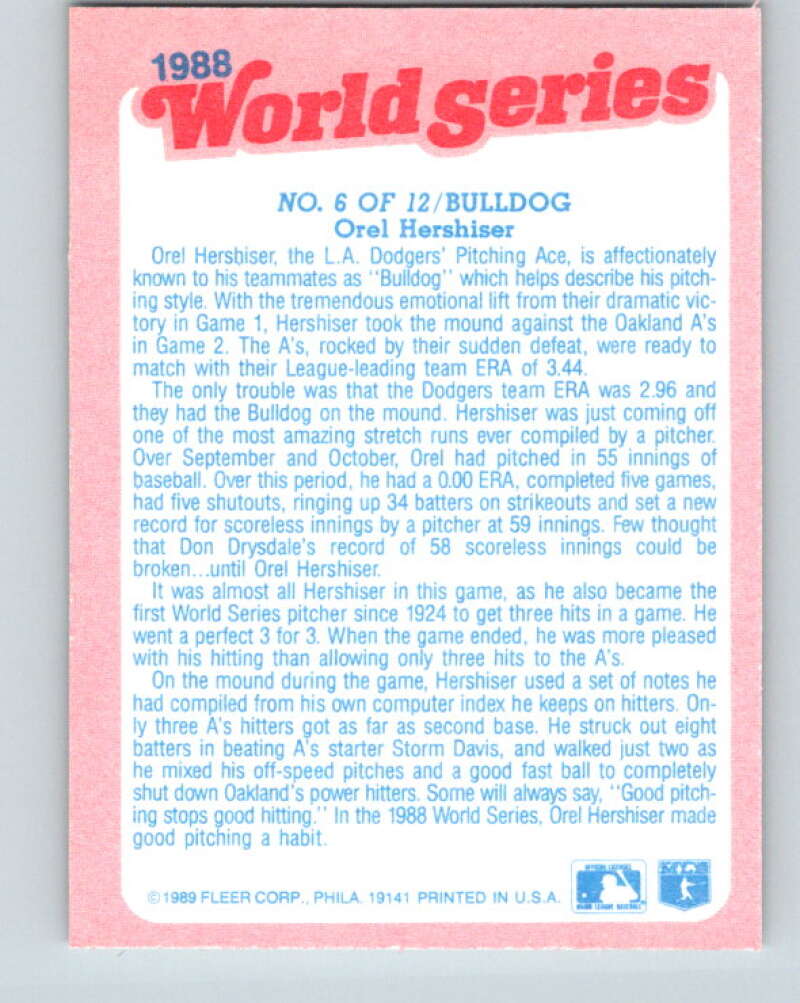 1988
World series
NO. 6 OF 12/BULLDOG
Orel Hershiser
Orel Hershiser, the L.A. Dodgers' Pitching Ace, is affectionately
known to his teammates as "Bulldog" which helps describe his pitch-
ing style. With the tremendous emotional lift from their dramatic vic-
tory in Game 1, Hershiser took the mound against the Oakland A's
in Game 2. The A's, rocked by their sudden defeat, were ready to
match with their League-leading team ERA of 3.44.
The only trouble was that the Dodgers team ERA was 2.96 and
they had the Bulldog on the mound. Hershiser was just coming off
one of the most amazing stretch runs ever compiled by a pitcher.
Over September and October, Orel had pitched in 55 innings of
baseball. Over this period, he had a 0.00 ERA, completed five games,
had five shutouts, ringing up 34 batters on strikeouts and set a new
record for scoreless innings by a pitcher at 59 innings. Few thought
that Don Drysdale's record of 58 scoreless innings could be
broken...until Orel Hershiser.
It was almost all Hershiser in this game, as he also became the
first World Series pitcher since 1924 to get three hits in a game. He
went a perfect 3 for 3. When the game ended, he was more pleased
with his hitting than allowing only three hits to the A's.
On the mound during the game, Hershiser used a set of notes he
had compiled from his own computer index he keeps on hitters. On-
ly three A's hitters got as far as second base. He struck out eight
batters in beating A's starter Storm Davis, and walked just two as
he mixed his off-speed pitches and a good fast ball to completely
shut down Oakland's power hitters. Some will always say, "Good pitch-
ing stops good hitting." In the 1988 World Series, Orel Hershiser made
good pitching a habit.
©1989 FLEER CORP., PHILA. 19141 PRINTED IN U.S.A.
OFFICIAL LICENSEE
MAJOR LEAGUE BASEBALL